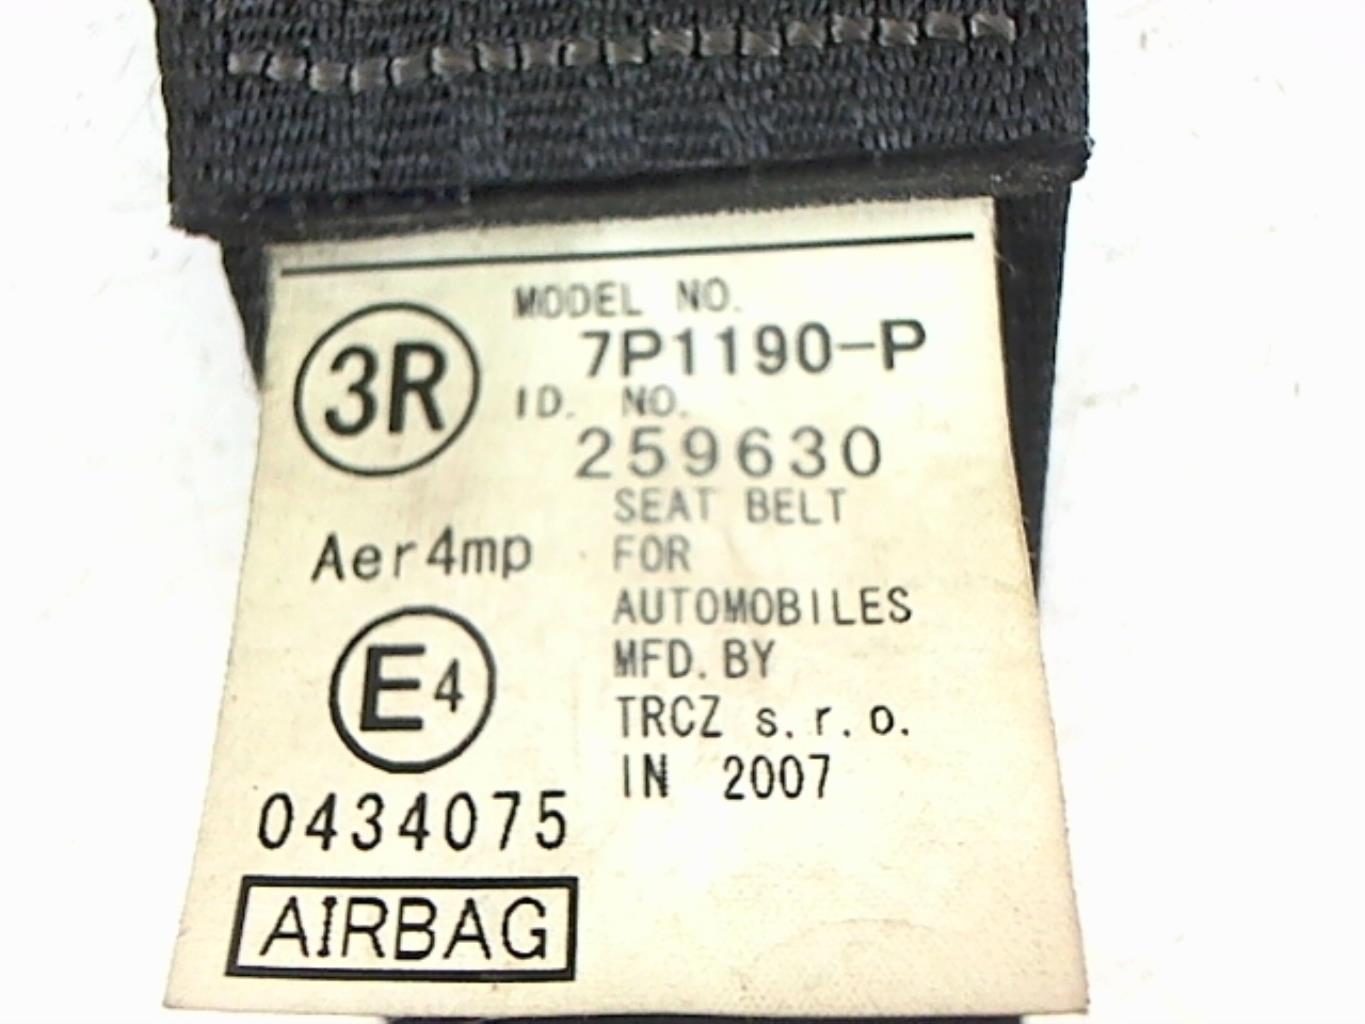 MODEL NO.
7P1190-P
3R
ID. NO.
259630
SEAT BELT
Aer4mp
FOR
AUTOMOBILES
MFD. BY
E4
TRCZ s.r.o.
IN 2007
0434075
AIRBAG